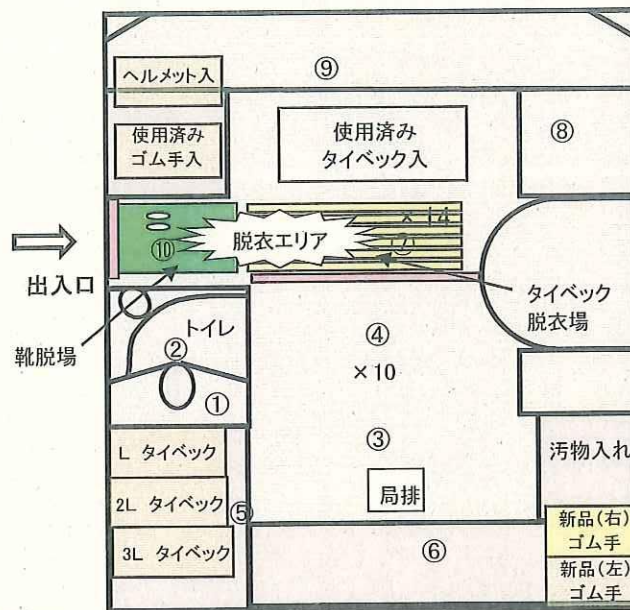 ⑨
ヘルメット入
使用済み
ゴム手入
使用済み
タイベック入
⑧
×14
⑩
脱衣エリア
⑦
出入口
タイベック
脱衣場
靴脱場
トイレ
②
④
×10
①
③
L タイベック
汚物入れ
局排
2L タイベック
⑤
3L タイベック
⑥
新品(右)
ゴム手
新品(左)
ゴム手